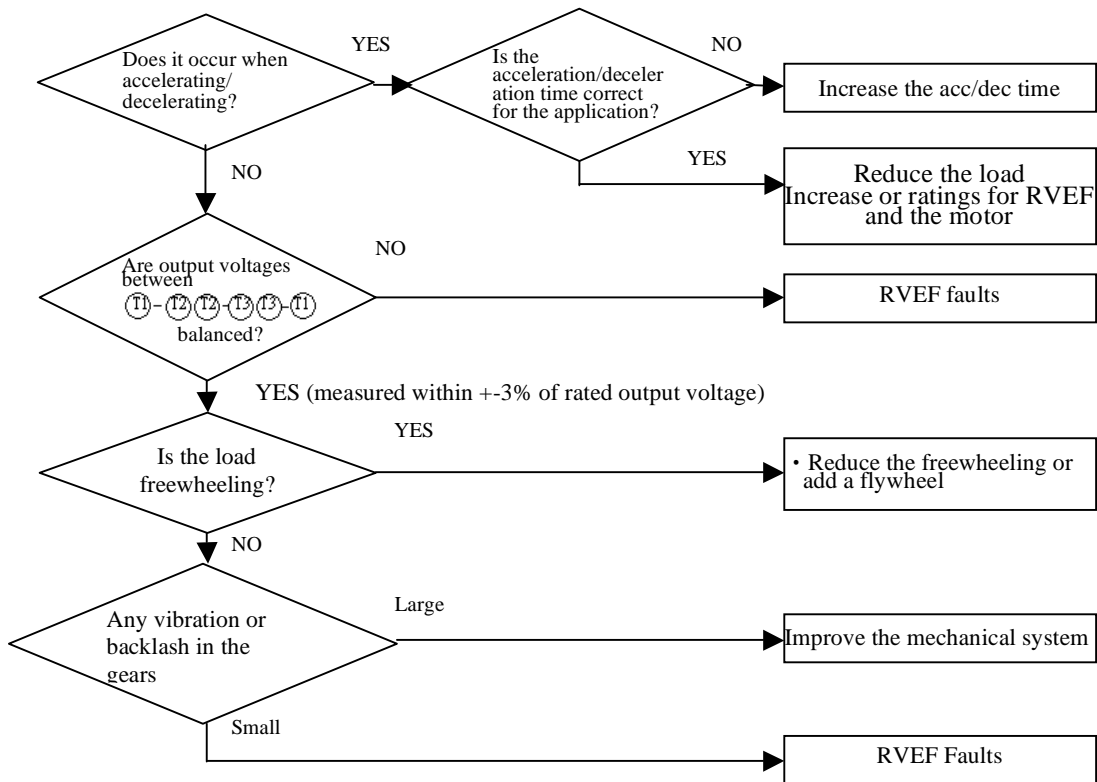 YES
NO
Does it occur when
accelerating/
decelerating?
Is the
acceleration/deceler
ation time correct
for the application?
Increase the acc/dec time
NO
YES
Reduce the load
Increase or ratings for RVEF
and the motor
Are output voltages
between
T1-T2 T2-T3 T3-T1
balanced?
NO
RVEF faults
YES (measured within +-3% of rated output voltage)
Is the load
freewheeling?
YES
• Reduce the freewheeling or
add a flywheel
NO
Any vibration or
backlash in the
gears
Large
Improve the mechanical system
Small
RVEF Faults